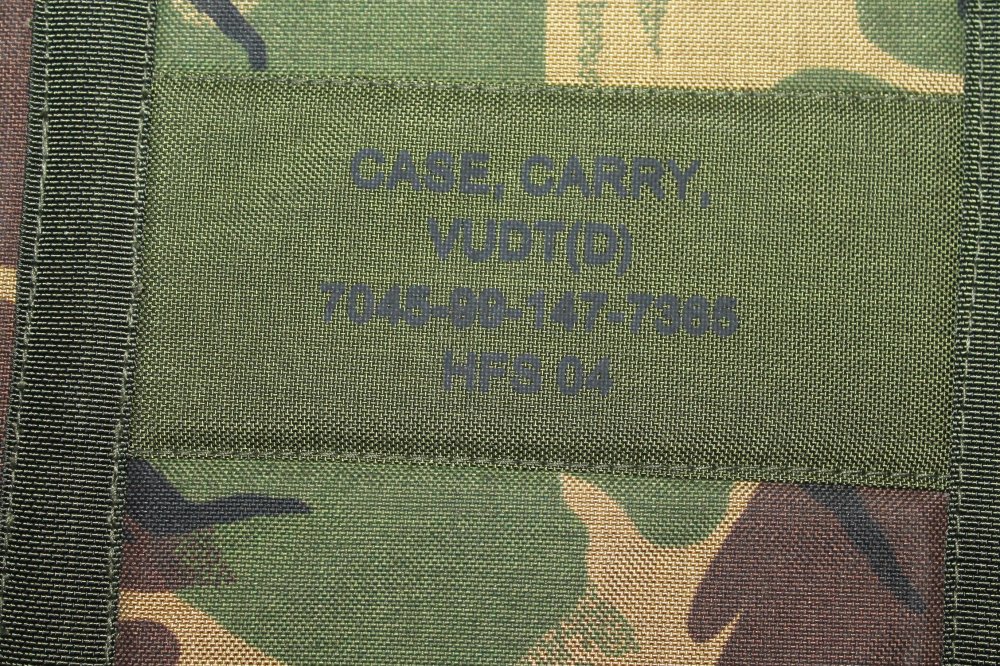 CASE, CARRY,
VUDT(D)
7045-99-147-7365
HFS 04